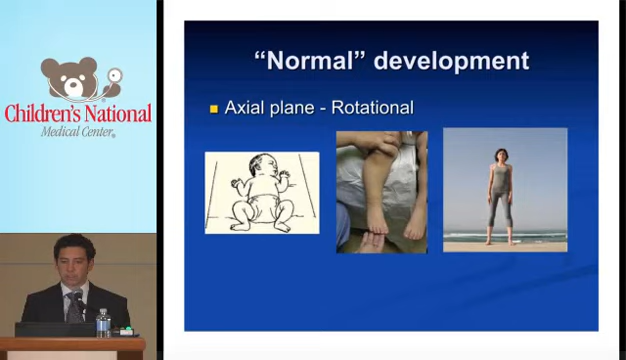 Children's National
Medical Center®
"Normal" development
Axial plane - Rotational